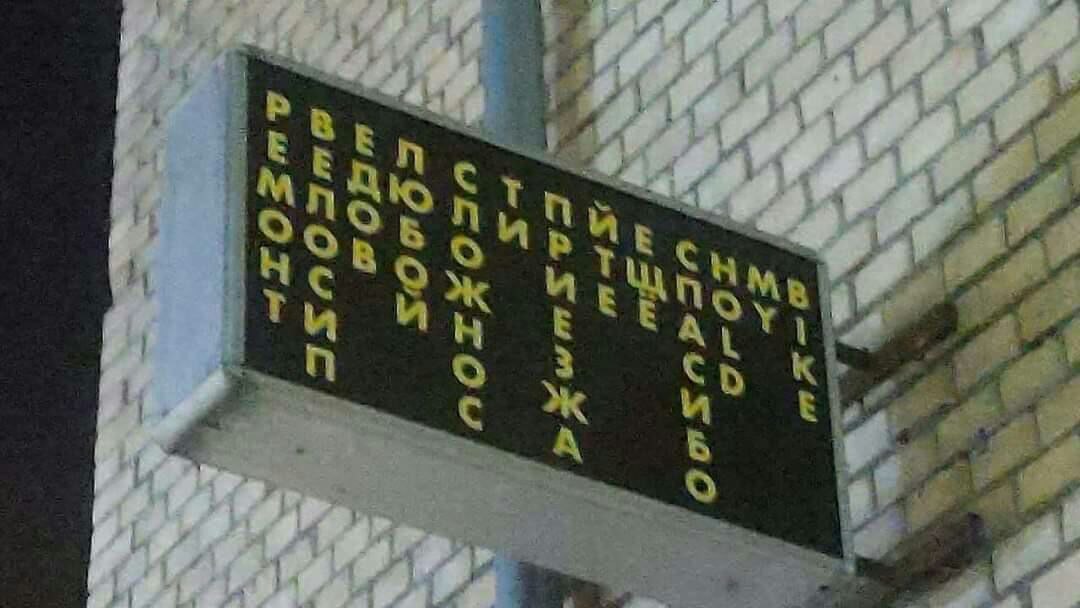 РЕМОНТ
ВЕЛОСИП
ЕДОВ
ЛЮБОЙ
СЛОЖНОС
ТИ
ПРИЕЗЖА
ЙТЕ
ЕЩЁ
СПАСИБО
HOLD
MY
BIKE